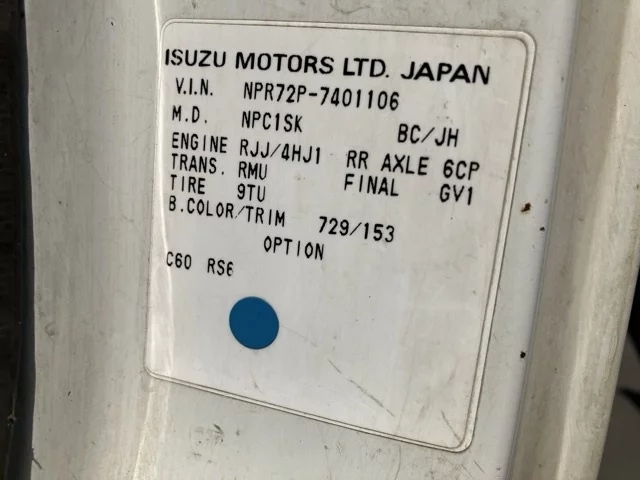 ISUZU MOTORS LTD. JAPAN
V.I.N. NPR72P-7401106
M.D. NPC1SK BC/JH
ENGINE RJJ/4HJ1 RR AXLE 6CP
TRANS. RMU FINAL GV1
TIRE 9TU
B.COLOR/TRIM 729/153
OPTION
C60 RS6